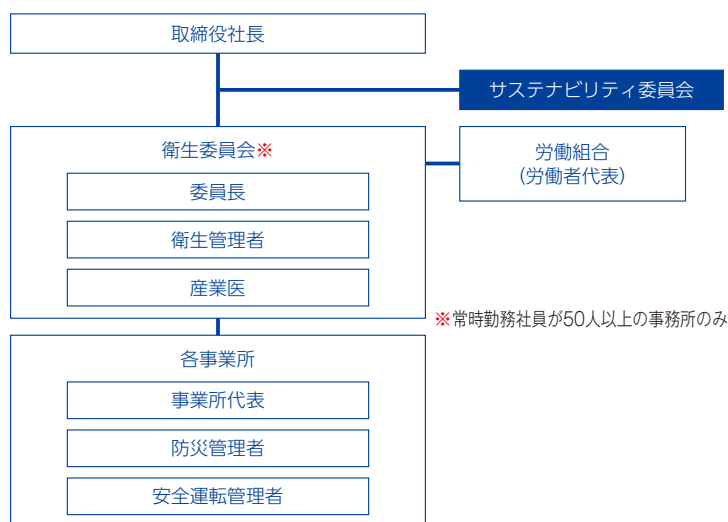 取締役社長
サステナビリティ委員会
衛生委員会※
労働組合
(労働者代表)
委員長
衛生管理者
産業医
※常時勤務社員が50人以上の事務所のみ
各事業所
事業所代表
防災管理者
安全運転管理者